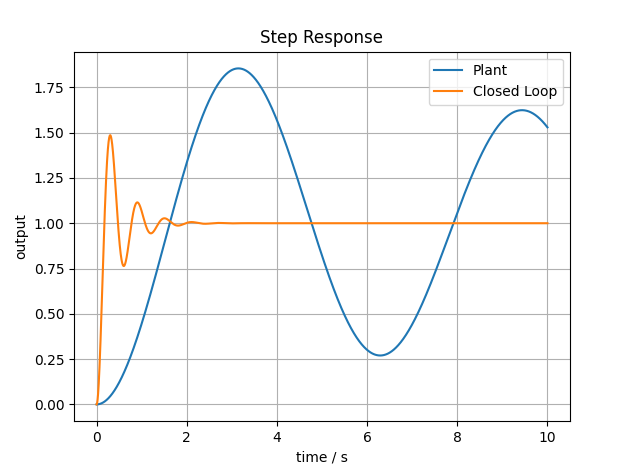 Step Response
Plant
Closed Loop
output
1.75
1.50
1.25
1.00
0.75
0.50
0.25
0.00
0 2 4 6 8 10
time / s